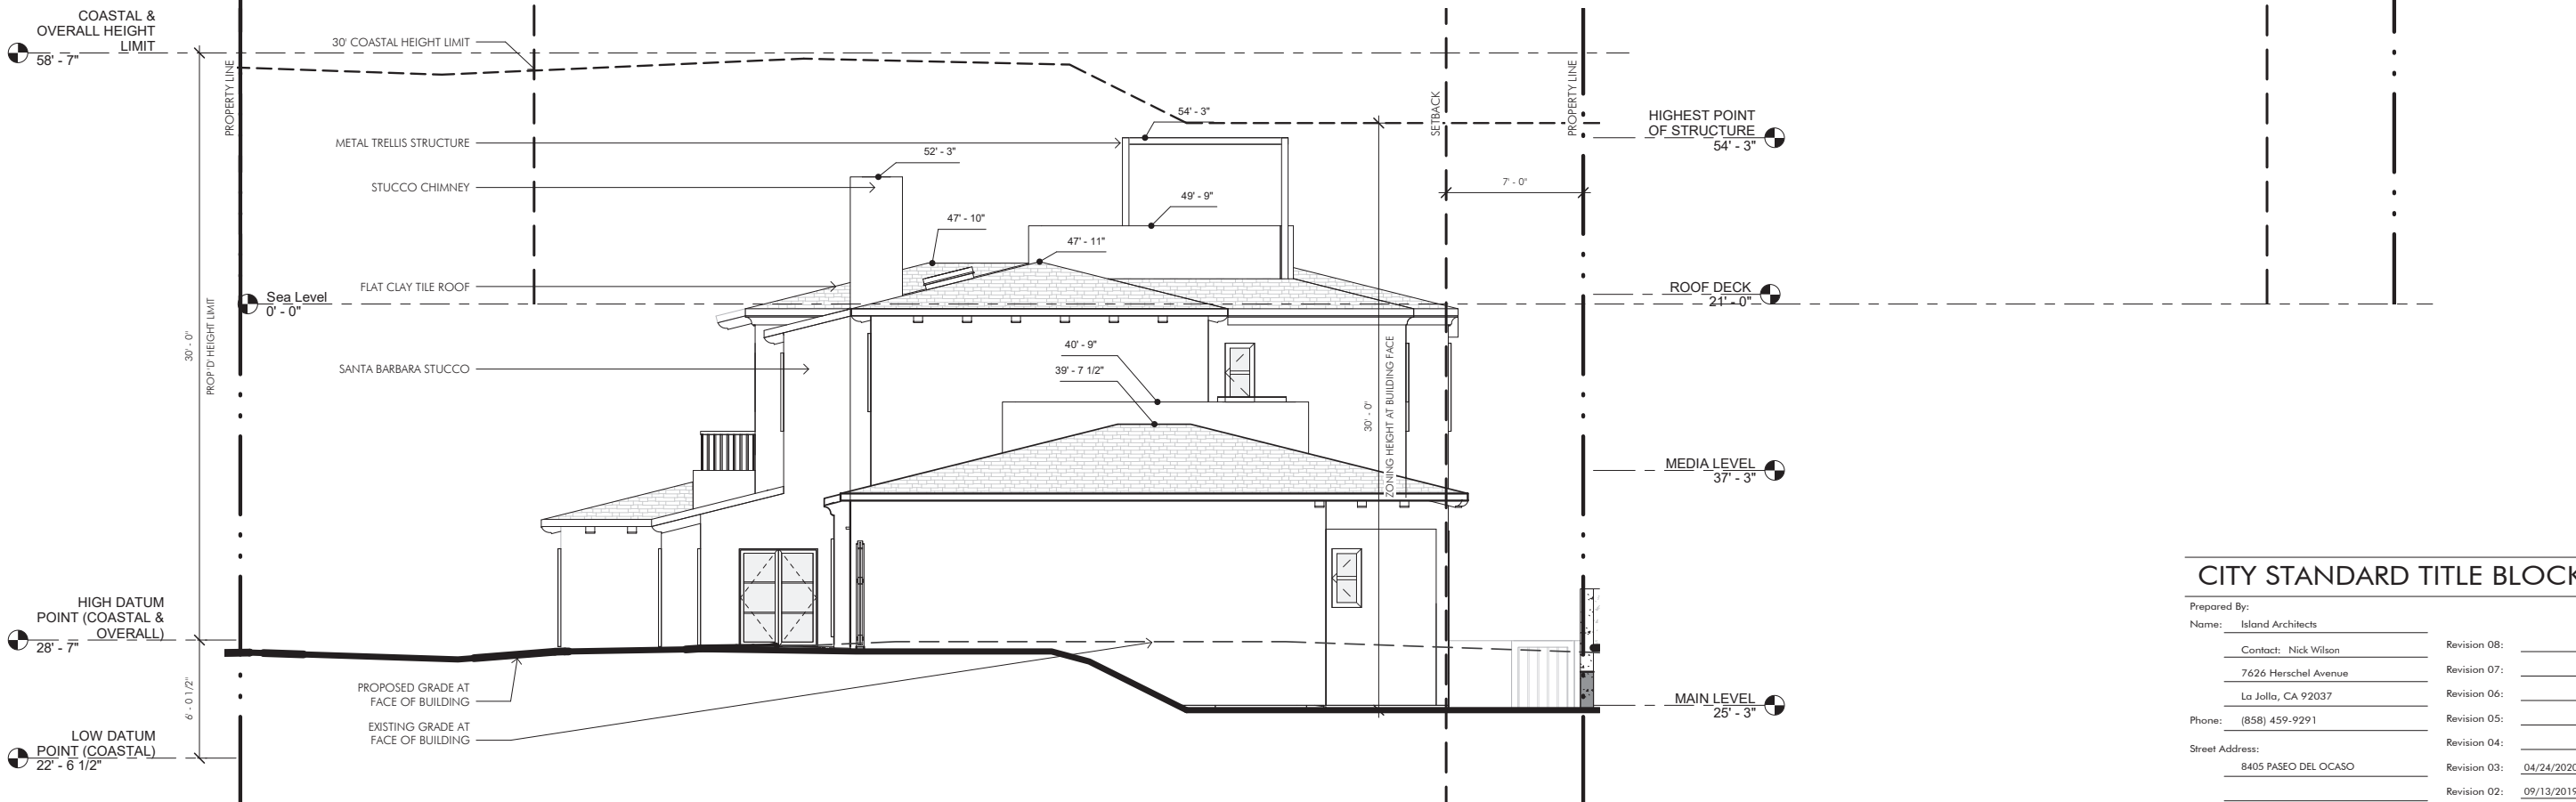 COASTAL &
OVERALL HEIGHT
LIMIT
58' - 7"
30' COASTAL HEIGHT LIMIT
PROPERTY LINE
METAL TRELLIS STRUCTURE
STUCCO CHIMNEY
FLAT CLAY TILE ROOF
Sea Level
0' - 0"
30' - 0"
PROP'D' HEIGHT LIMIT
SANTA BARBARA STUCCO
54' - 3"
52' - 3"
49' - 9"
47' - 10"
47' - 11"
40' - 9"
39' - 7 1/2"
30' - 0"
ZONING HEIGHT AT BUILDING FACE
SETBACK
PROPERTY LINE
7' - 0"
HIGHEST POINT
OF STRUCTURE
54' - 3"
ROOF DECK
21' - 0"
MEDIA LEVEL
37' - 3"
MAIN LEVEL
25' - 3"
HIGH DATUM
POINT (COASTAL &
OVERALL)
28' - 7"
6' - 0 1/2"
LOW DATUM
POINT (COASTAL)
22' - 6 1/2"
PROPOSED GRADE AT
FACE OF BUILDING
EXISTING GRADE AT
FACE OF BUILDING
CITY STANDARD TITLE BLOCK
Prepared By:
Name: Island Architects
Contact: Nick Wilson
7626 Herschel Avenue
La Jolla, CA 92037
Phone: (858) 459-9291
Street Address:
8405 PASEO DEL OCASO
Revision 08:
Revision 07:
Revision 06:
Revision 05:
Revision 04:
Revision 03: 04/24/2020
Revision 02: 09/13/2019